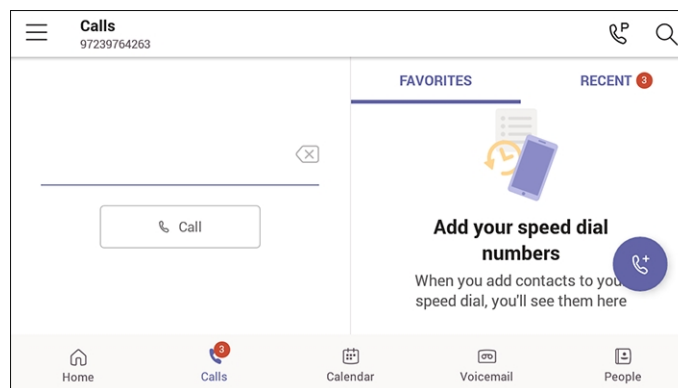 Calls
97239764263
P
FAVORITES
RECENT 3
Call
Add your speed dial
numbers
When you add contacts to your
speed dial, you'll see them here
3
Home
Calls
Calendar
Voicemail
People